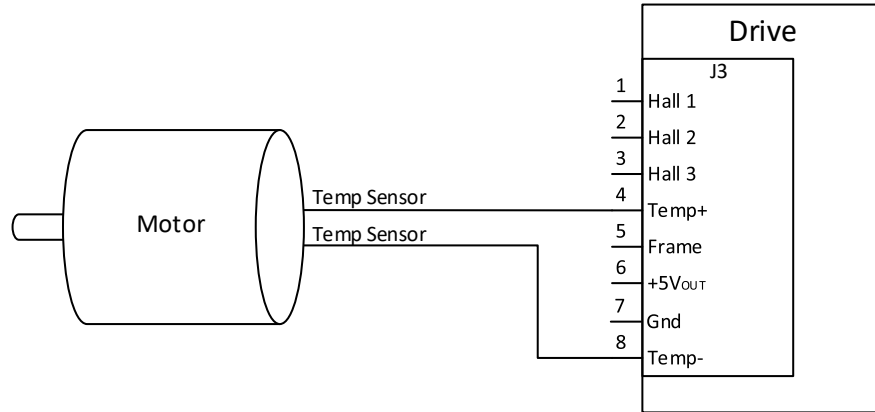 Drive
J3
1 Hall 1
2 Hall 2
3 Hall 3
Temp Sensor
4 Temp+
Motor
Temp Sensor
5 Frame
6 +5VOUT
7 Gnd
8 Temp-